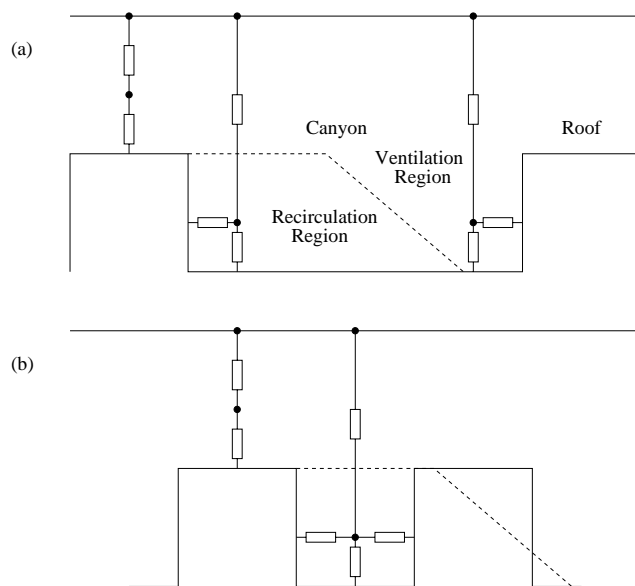 (a)
Canyon
Roof
Ventilation
Region
Recirculation
Region
(b)